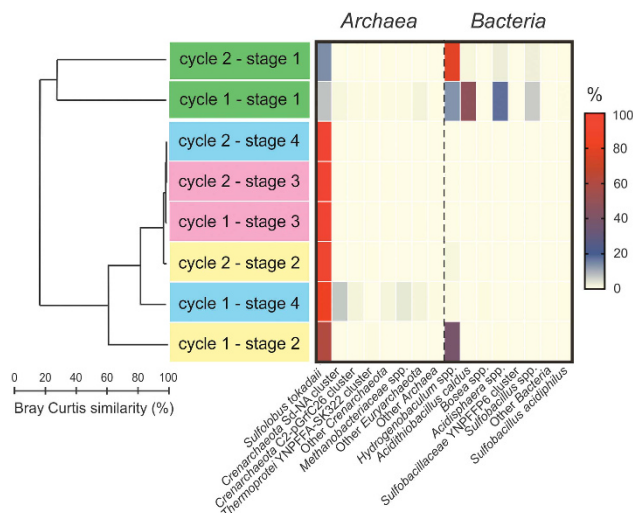 Archaea
Bacteria
cycle 2 - stage 1
cycle 1 - stage 1
cycle 2 - stage 4
cycle 2 - stage 3
cycle 1 - stage 3
cycle 2 - stage 2
cycle 1 - stage 4
cycle 1 - stage 2
%
100
80
60
40
20
0
0 20 40 60 80 100
Bray Curtis similarity (%)
Sulfolobus tokadaii
Crenarchaeota Sd-NA cluster
Crenarchaeota C2-pGrfC26 cluster
Thermoprotei YNPFFA-SK322 cluster
Other Crenarchaeota
Methanobacteriaceae spp.
Other Euryarchaeota
Other Archaea
Hydrogenobaculum spp.
Acidithiobacillus caldus
Bosea spp.
Acidisphaera spp.
Sulfobacillaceae YNPFFP6 cluster
Sulfobacillus spp.
Other Bacteria
Sulfobacillus acidiphilus